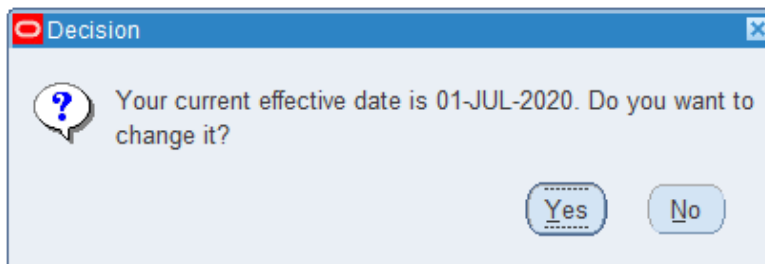 Decision
Your current effective date is 01-JUL-2020. Do you want to
change it?
Yes No